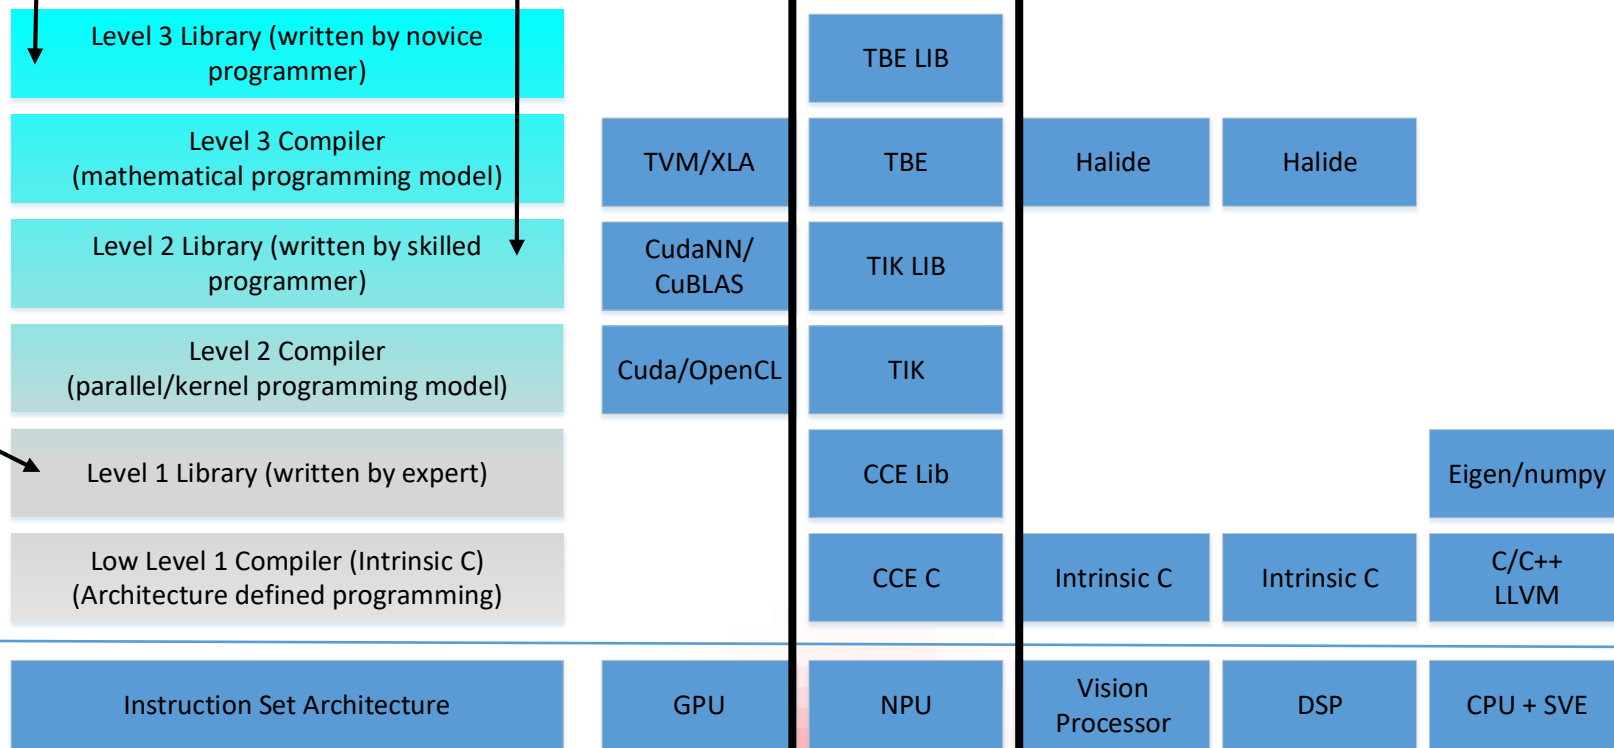 Level 3 Library (written by novice
programmer)
TBE LIB
Level 3 Compiler
(mathematical programming model)
TVM/XLA
TBE
Halide
Halide
Level 2 Library (written by skilled
programmer)
CudaNN/
CuBLAS
TIK LIB
Level 2 Compiler
(parallel/kernel programming model)
Cuda/OpenCL
TIK
Level 1 Library (written by expert)
CCE Lib
Eigen/numpy
Low Level 1 Compiler (Intrinsic C)
(Architecture defined programming)
CCE C
Intrinsic C
Intrinsic C
C/C++
LLVM
Instruction Set Architecture
GPU
NPU
Vision
Processor
DSP
CPU + SVE